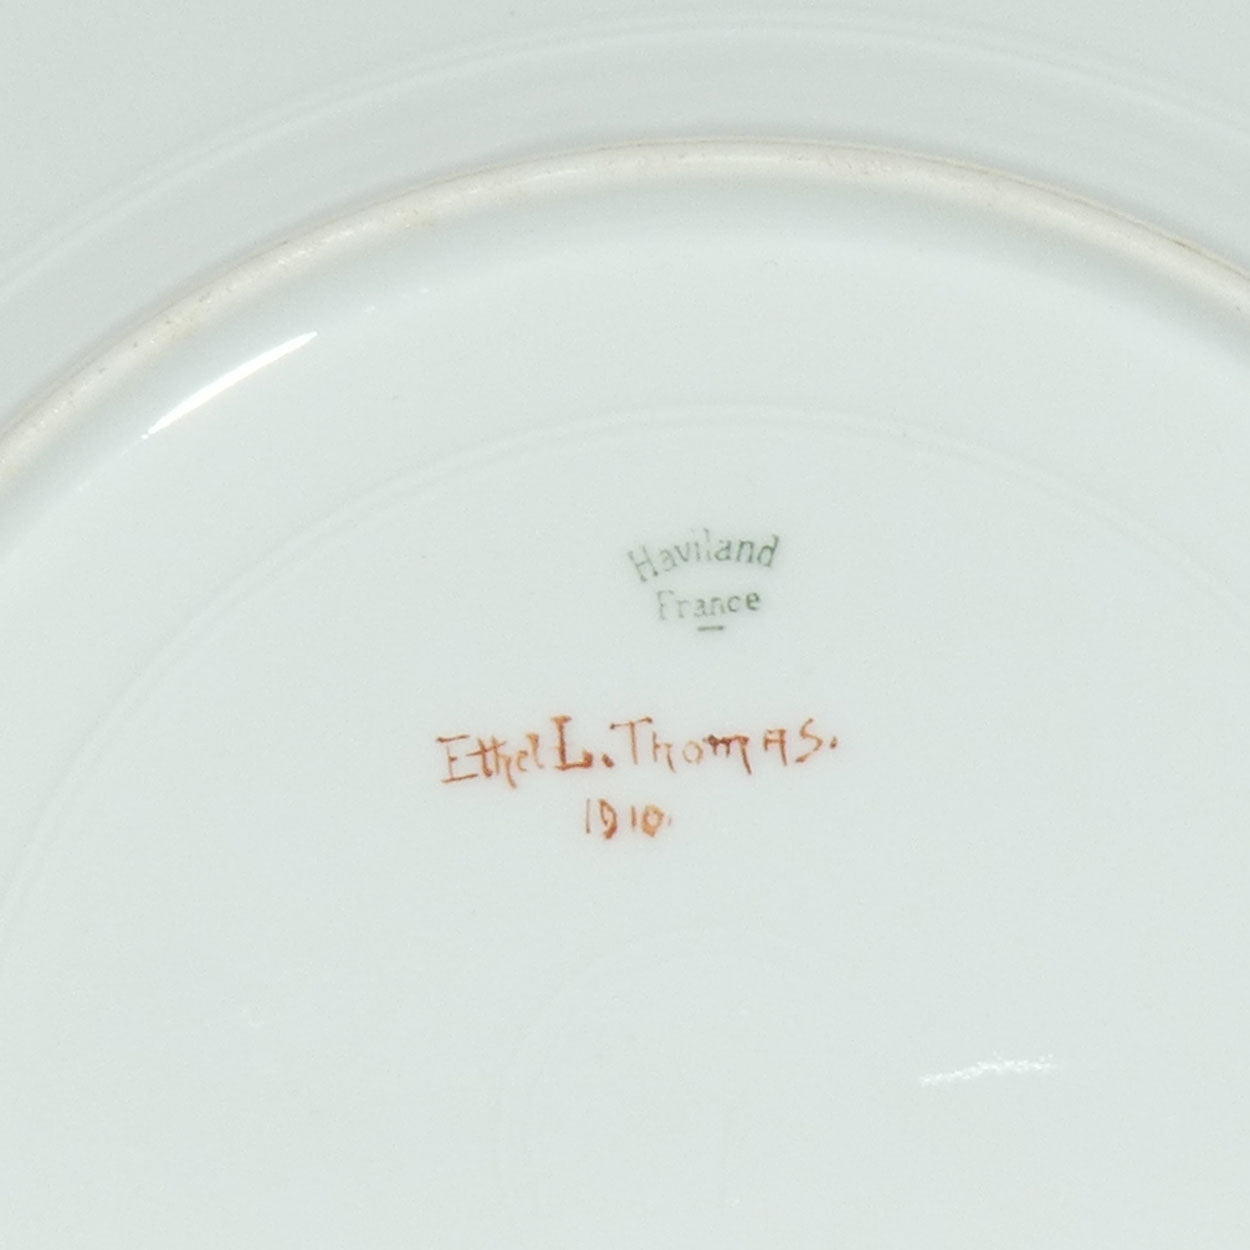 Haviland
France
Ethel L. Thomas.
1910.